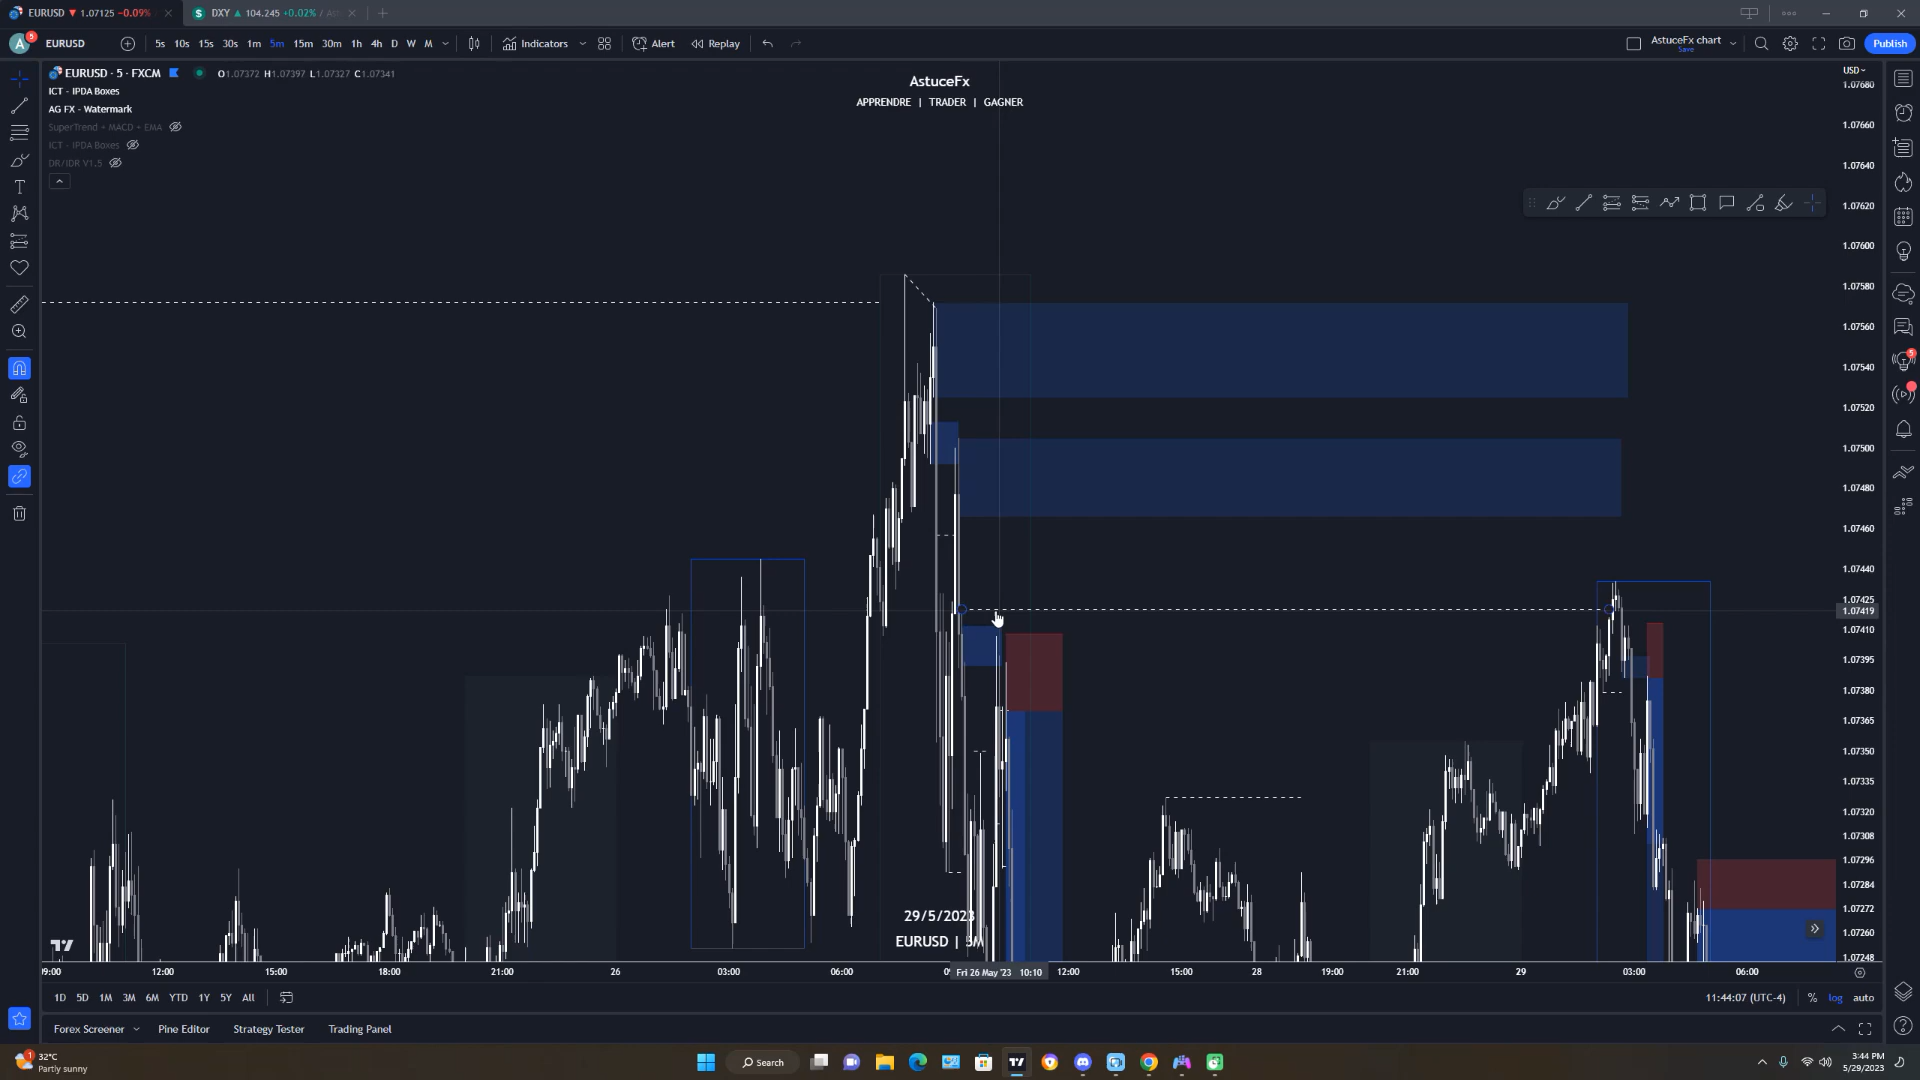 EURUSD ▼ 1.07125 −0.09%
DXY ▲ 104.245 +0.02% /
A 5 EURUSD 5s 10s 15s 30s 1m 5m 15m 30m 1h 4h D W M Indicators Alert Replay
AstuceFx chart
Save
Publish
EURUSD · 5 · FXCM O1.07372 H1.07397 L1.07327 C1.07341
ICT - IPDA Boxes
AG FX - Watermark
SuperTrend + MACD + EMA
ICT - IPDA Boxes
DR/IDR V1.5
AstuceFx
APPRENDRE | TRADER | GAGNER
USD
1.07680
1.07660
1.07640
1.07620
1.07600
1.07580
1.07560
1.07540
1.07520
1.07500
1.07480
1.07460
1.07440
1.07425
1.07419
1.07410
1.07395
1.07380
1.07365
1.07350
1.07335
1.07320
1.07308
1.07296
1.07284
1.07272
1.07260
1.07248
5
29/5/2023
EURUSD | 5M
09:00 12:00 15:00 18:00 21:00 26 03:00 06:00 Fri 26 May '23 10:10 12:00 15:00 28 19:00 21:00 29 03:00 06:00
1D 5D 1M 3M 6M YTD 1Y 5Y All
11:44:07 (UTC-4) % log auto
Forex Screener Pine Editor Strategy Tester Trading Panel
1 32°C
Partly sunny
Search
3:44 PM
5/29/2023